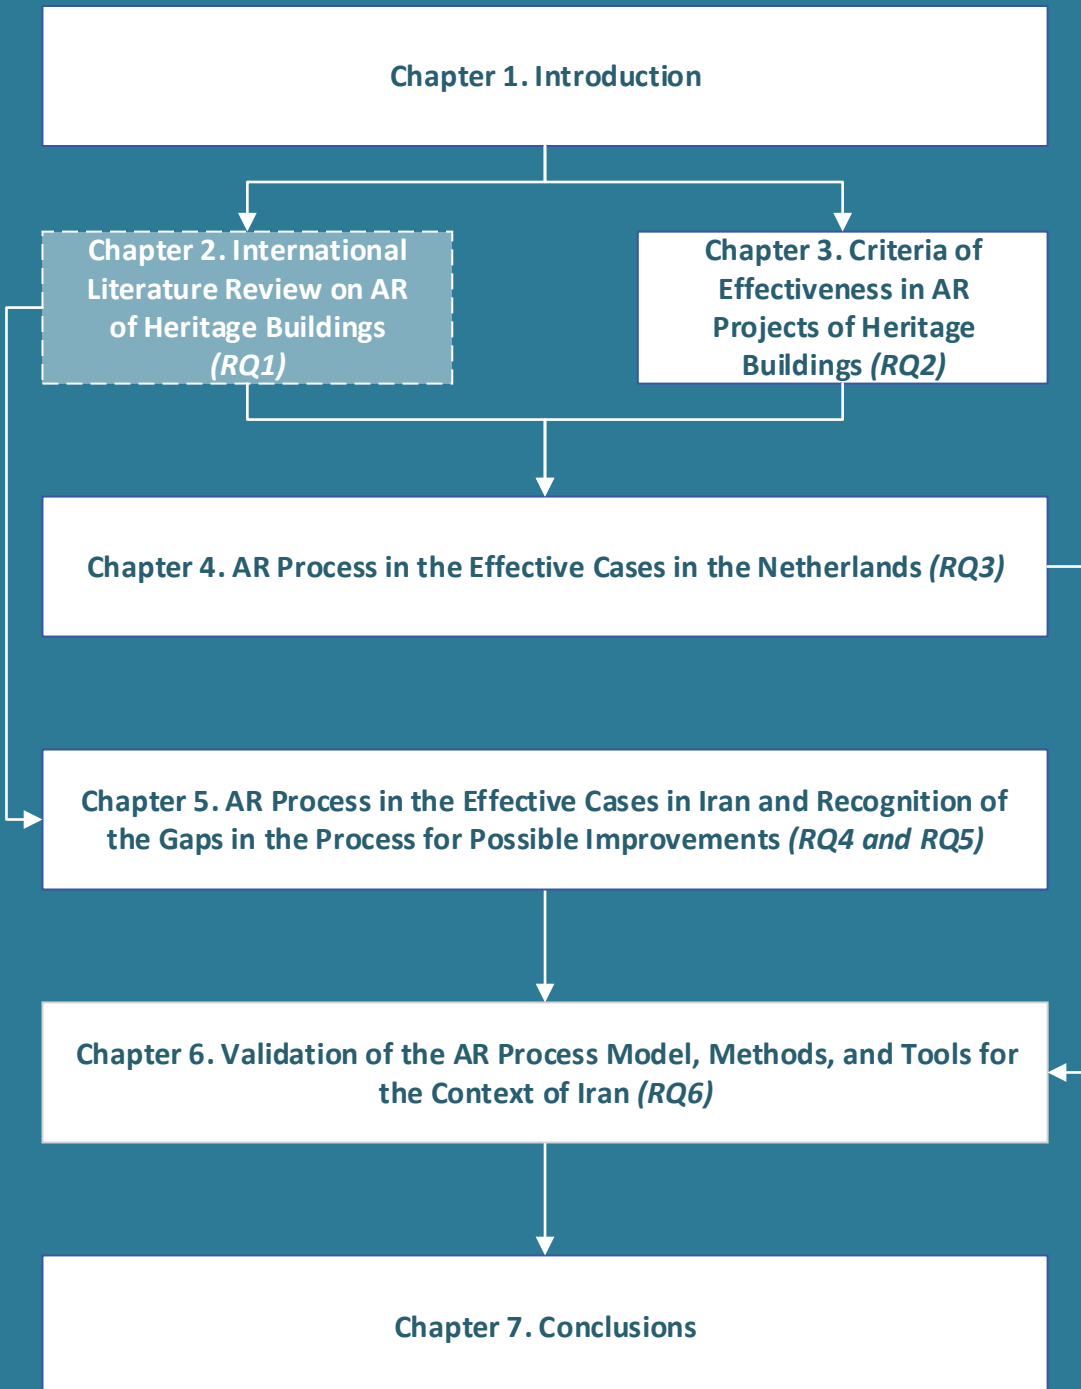 Chapter 1. Introduction
Chapter 2. International
Literature Review on AR
of Heritage Buildings
(RQ1)
Chapter 3. Criteria of
Effectiveness in AR
Projects of Heritage
Buildings (RQ2)
Chapter 4. AR Process in the Effective Cases in the Netherlands (RQ3)
Chapter 5. AR Process in the Effective Cases in Iran and Recognition of
the Gaps in the Process for Possible Improvements (RQ4 and RQ5)
Chapter 6. Validation of the AR Process Model, Methods, and Tools for
the Context of Iran (RQ6)
Chapter 7. Conclusions